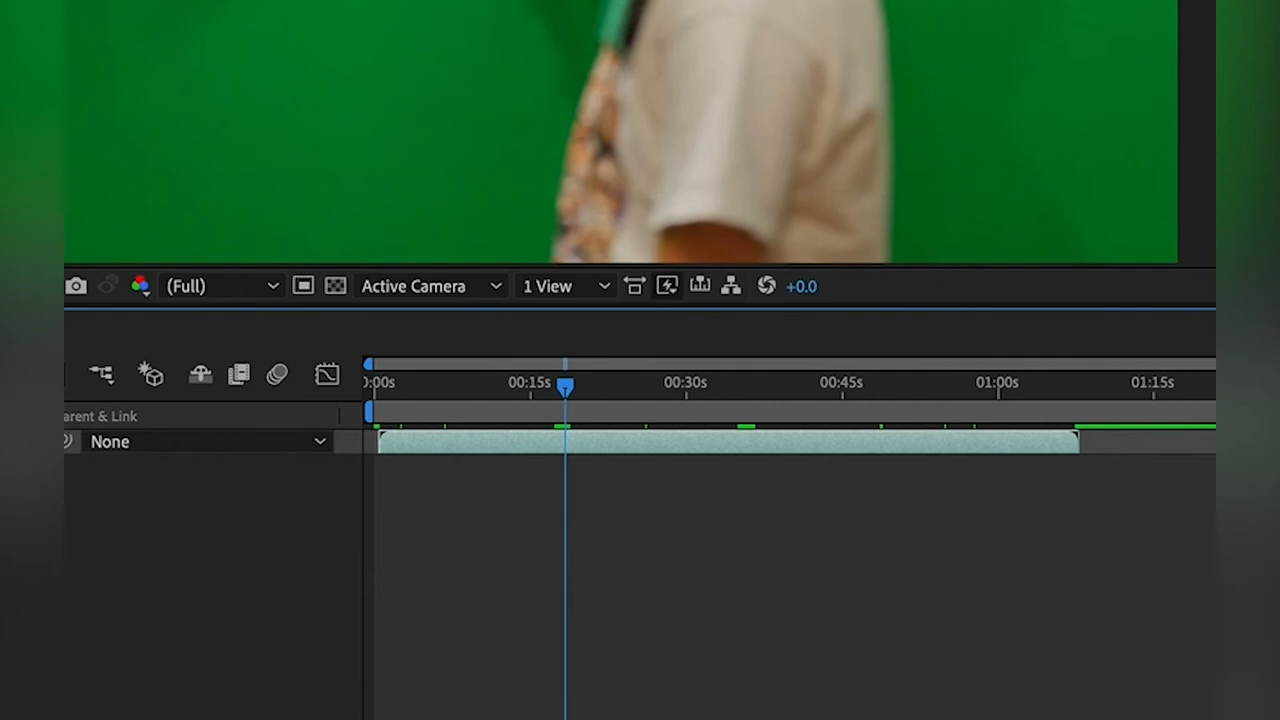 (Full) Active Camera 1 View +0.0
0:00s 00:15s 00:30s 00:45s 01:00s 01:15s
arent & Link
None